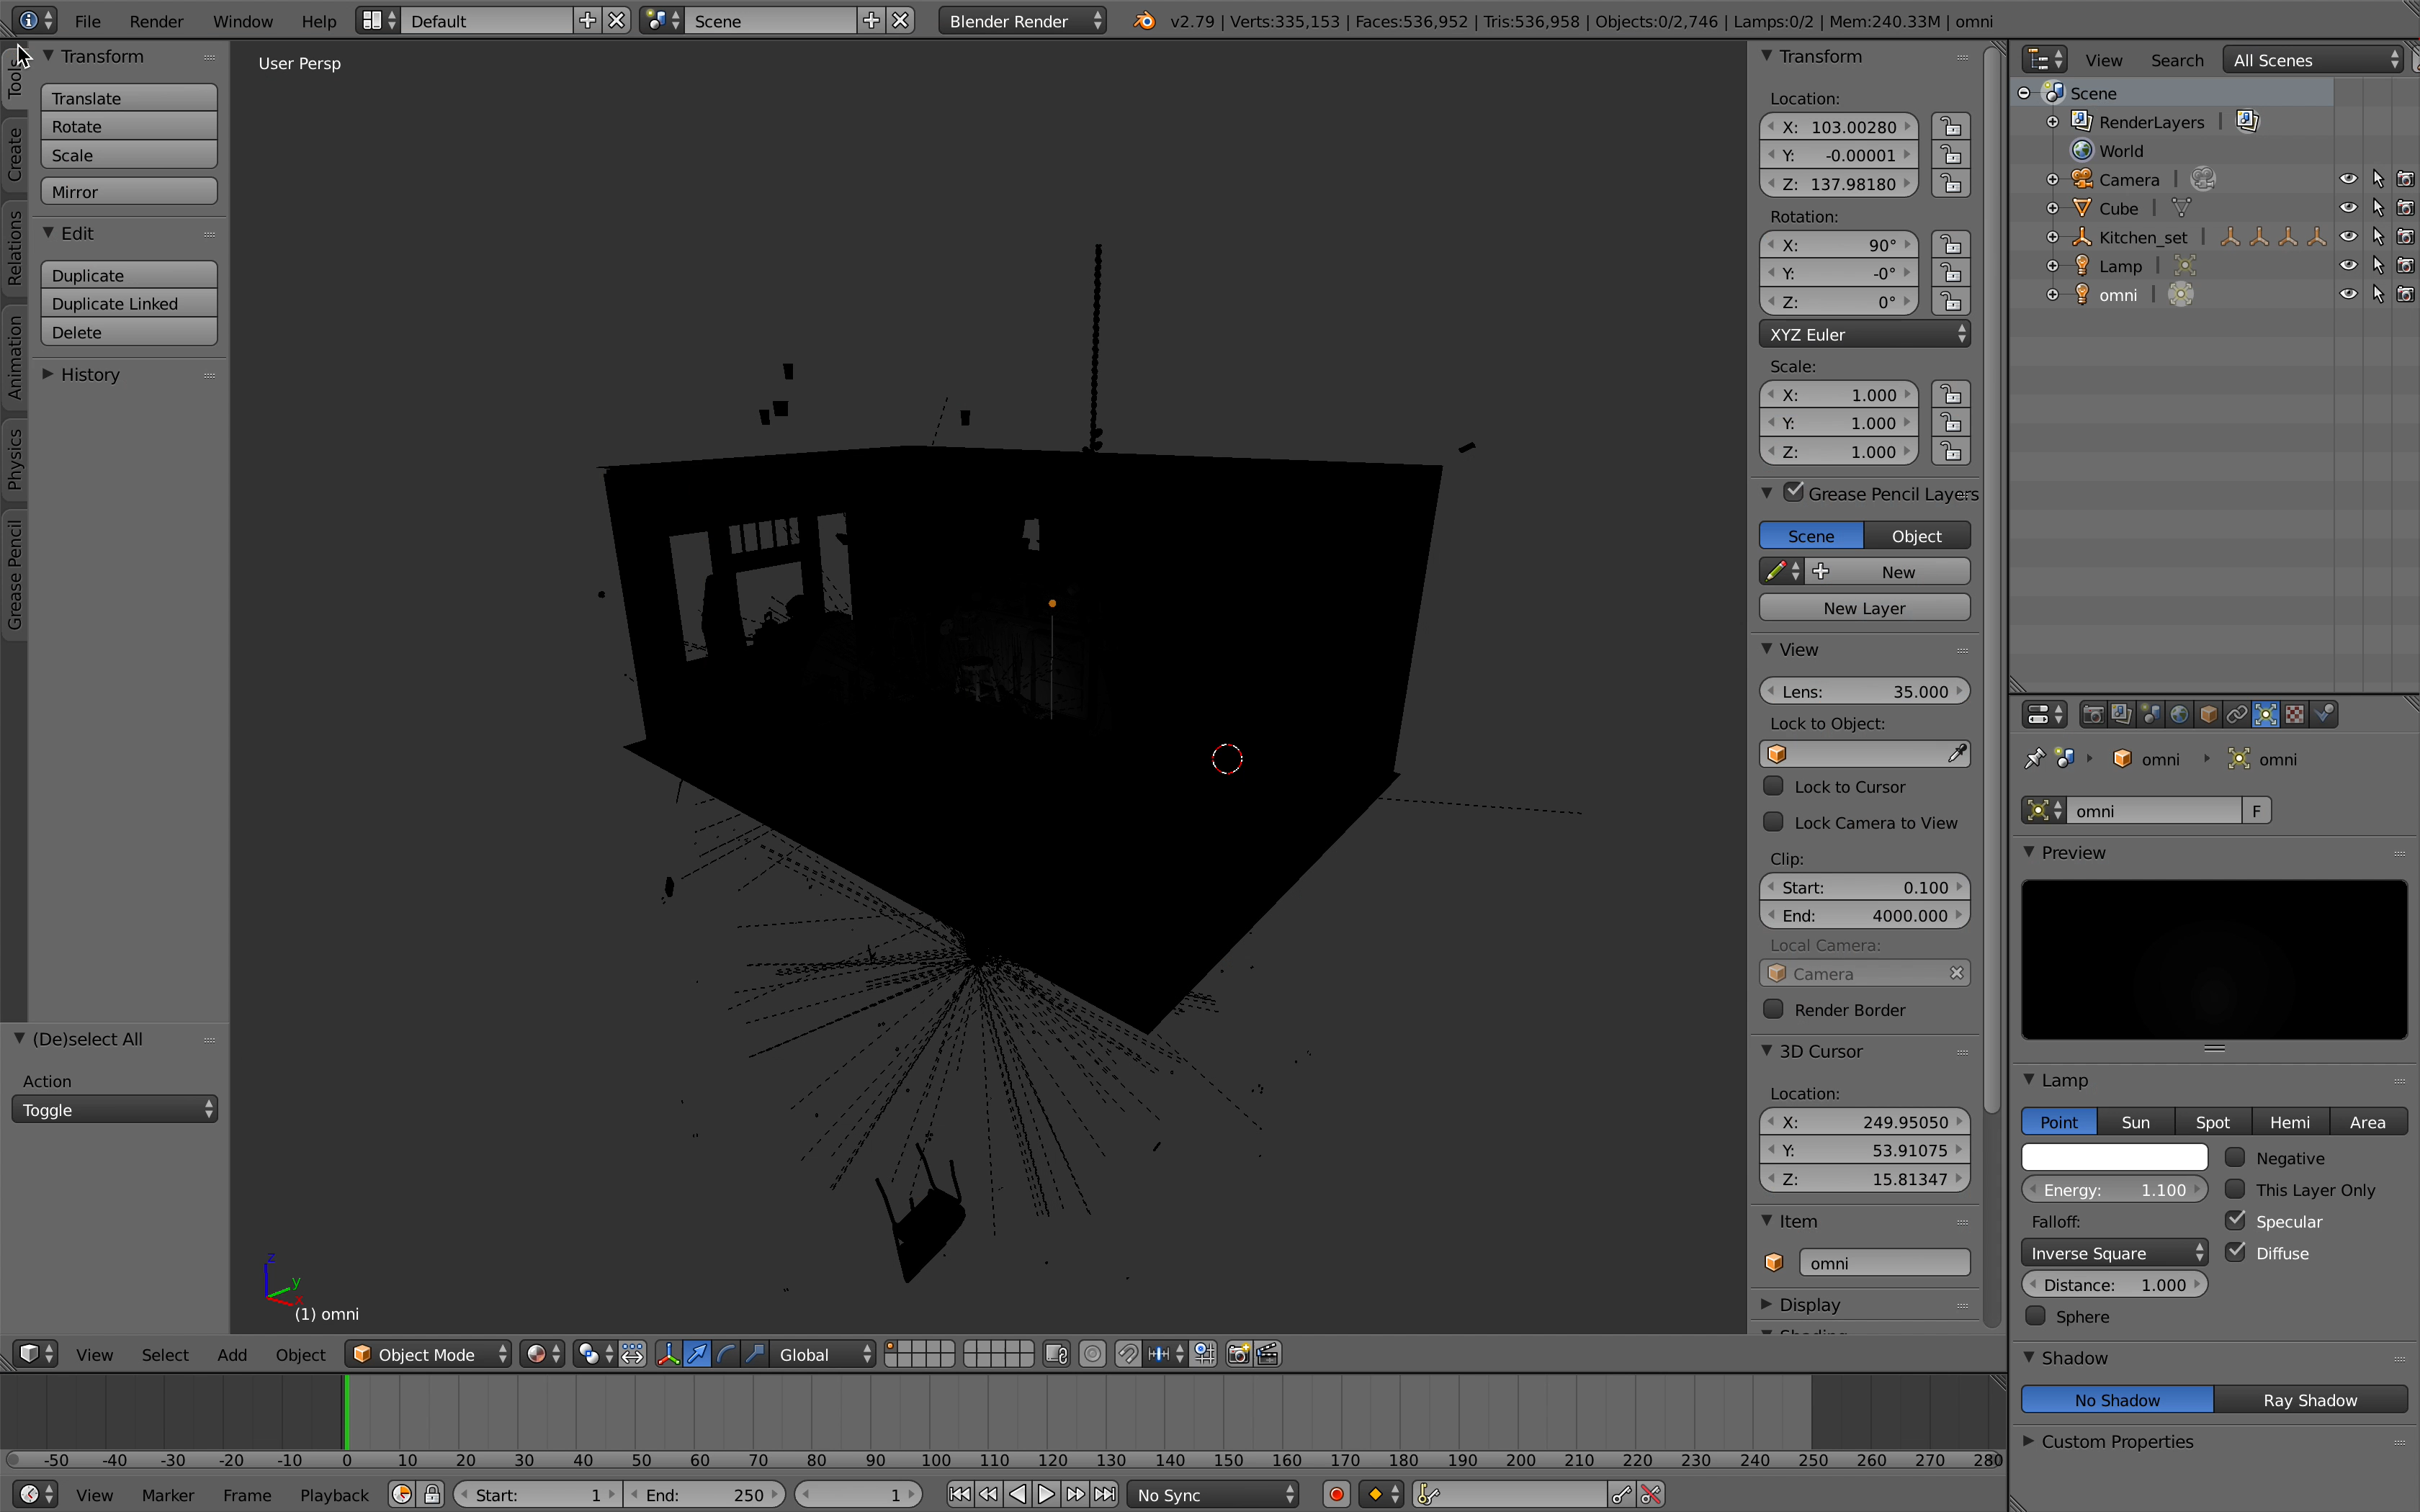 File Render Window Help Default Scene Blender Render v2.79 | Verts:335,153 | Faces:536,952 | Tris:536,958 | Objects:0/2,746 | Lamps:0/2 | Mem:240.33M | omni
Tools
Create
Relations
Animation
Physics
Grease Pencil
Transform
Translate
Rotate
Scale
Mirror
Edit
Duplicate
Duplicate Linked
Delete
History
(De)select All
Action
Toggle
User Persp
(1) omni
Transform
Location:
X: 103.00280
Y: -0.00001
Z: 137.98180
Rotation:
X: 90°
Y: -0°
Z: 0°
XYZ Euler
Scale:
X: 1.000
Y: 1.000
Z: 1.000
Grease Pencil Layers
Scene Object
New
New Layer
View
Lens: 35.000
Lock to Object:
Lock to Cursor
Lock Camera to View
Clip:
Start: 0.100
End: 4000.000
Local Camera:
Camera
Render Border
3D Cursor
Location:
X: 249.95050
Y: 53.91075
Z: 15.81347
Item
omni
Display
View Search All Scenes
Scene
RenderLayers |
World
Camera |
Cube |
Kitchen_set |
Lamp |
omni |
omni omni
omni F
Preview
Lamp
Point Sun Spot Hemi Area
Negative
Energy: 1.100 This Layer Only
Falloff: Specular
Inverse Square Diffuse
Distance: 1.000
Sphere
Shadow
No Shadow Ray Shadow
Custom Properties
View Select Add Object Object Mode Global
-50 -40 -30 -20 -10 0 10 20 30 40 50 60 70 80 90 100 110 120 130 140 150 160 170 180 190 200 210 220 230 240 250 260 270 280
View Marker Frame Playback Start: 1 End: 250 1 No Sync